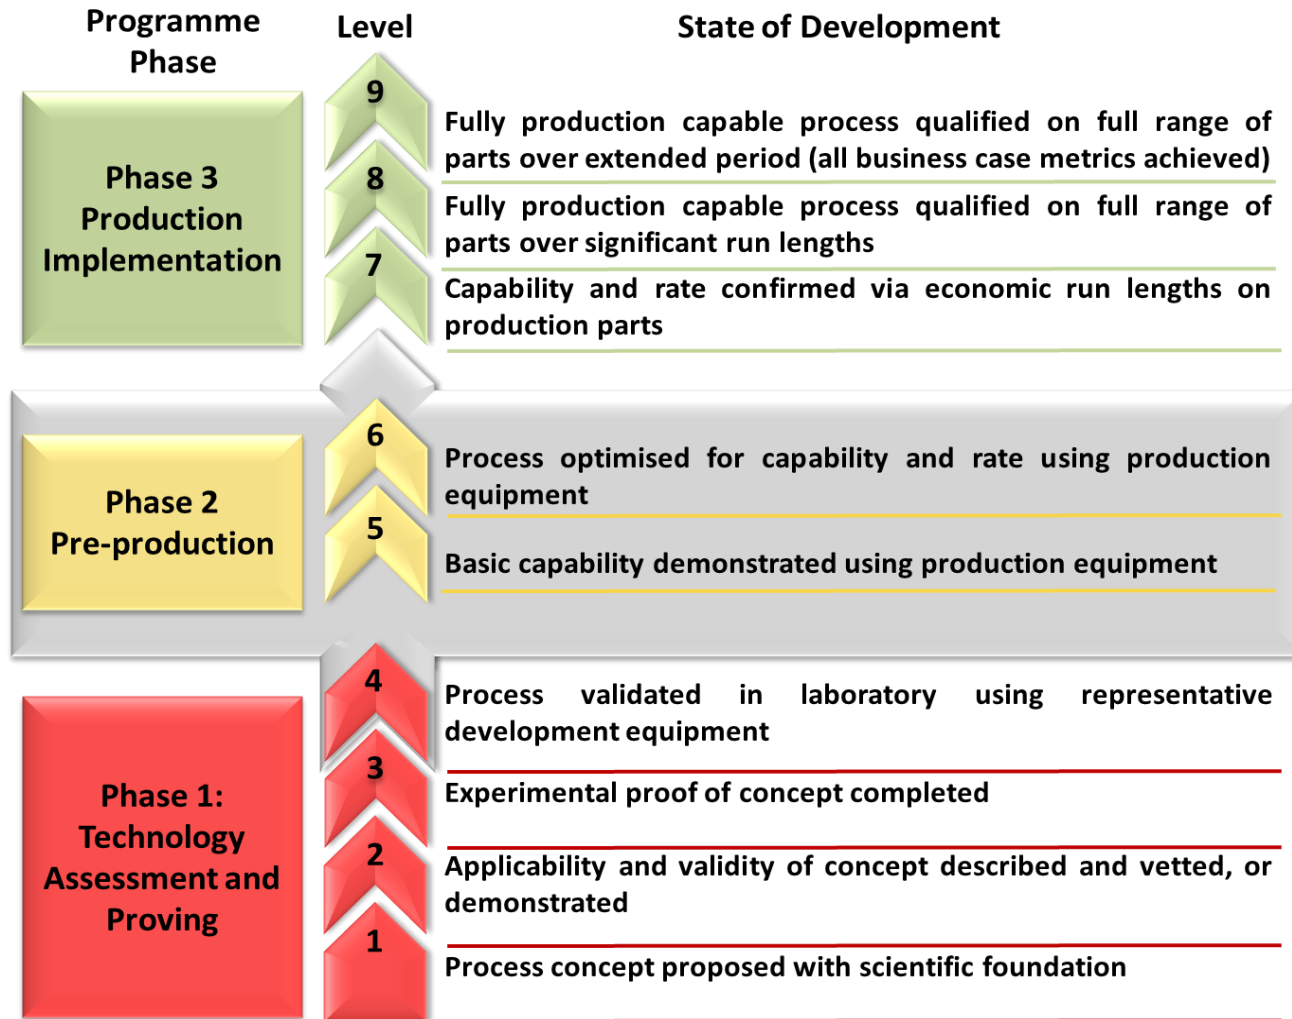 Programme
Phase
Level
State of Development
Phase 3
Production
Implementation
9
Fully production capable process qualified on full range of
parts over extended period (all business case metrics achieved)
8
Fully production capable process qualified on full range of
parts over significant run lengths
7
Capability and rate confirmed via economic run lengths on
production parts
Phase 2
Pre-production
6
Process optimised for capability and rate using production
equipment
5
Basic capability demonstrated using production equipment
Phase 1:
Technology
Assessment and
Proving
4
Process validated in laboratory using representative
development equipment
3
Experimental proof of concept completed
2
Applicability and validity of concept described and vetted, or
demonstrated
1
Process concept proposed with scientific foundation